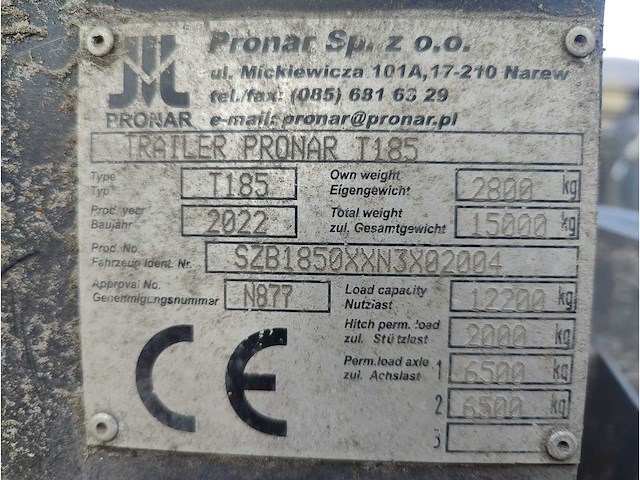 Pronar Sp. z o.o.
ul. Mickiewicza 101A,17-210 Narew
tel./fax: (085) 681 63 29
PRONAR e-mail: pronar@pronar.pl
TRAILER PRONAR T185
Type
Typ T185
Own weight
Eigengewicht 2800 kg
Prod. year
Baujahr 2022
Total weight
zul. Gesamtgewicht 15000 kg
Prod. No.
Fahrzeug Ident. Nr. SZB1850XXN3X02004
Approval No.
Genehmigungsnummar N877
Load capacity
Nutzlast 12200 kg
Hitch perm. load
zul. Stützlast 2000 kg
Perm.load axle
zul. Achslast 1 6500 kg
2 6500 kg
3
CE